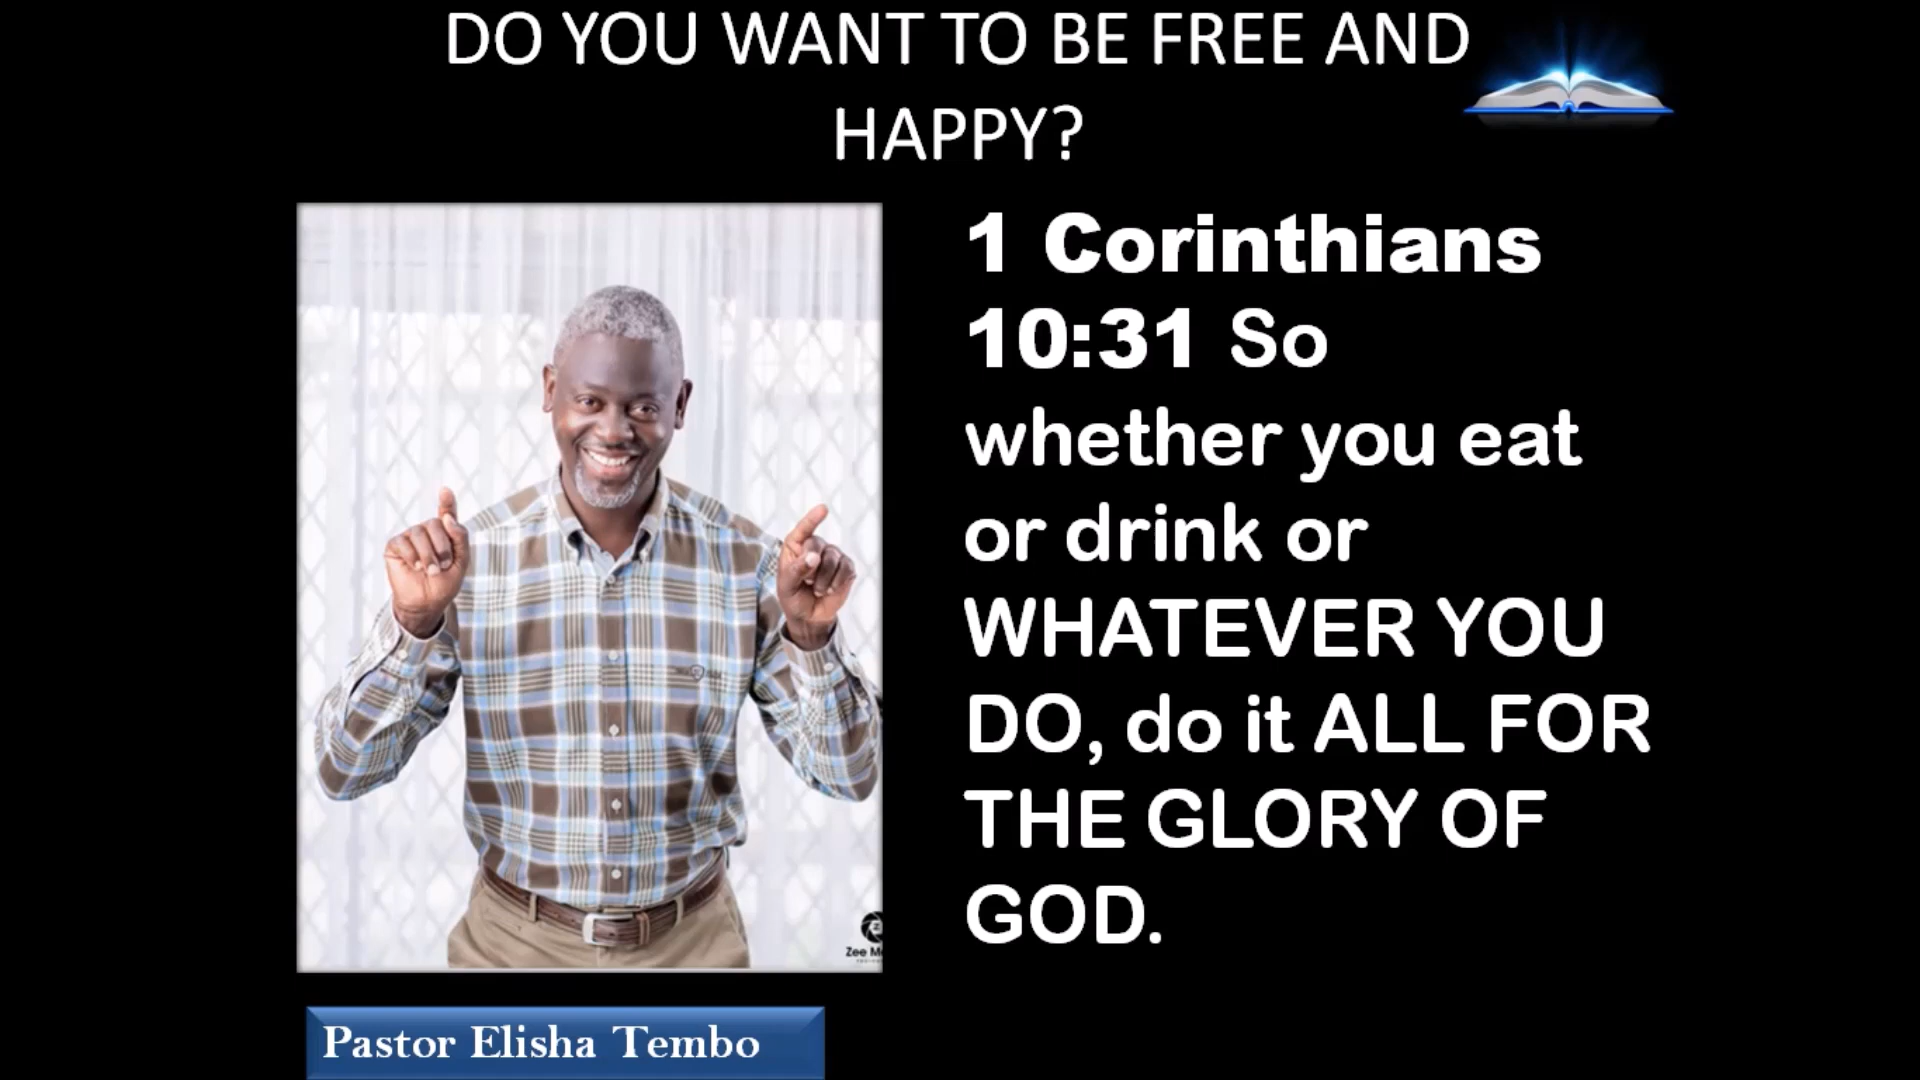 DO YOU WANT TO BE FREE AND
HAPPY?
1 Corinthians
10:31 So
whether you eat
or drink or
WHATEVER YOU
DO, do it ALL FOR
THE GLORY OF
GOD.
Zee
Pastor Elisha Tembo